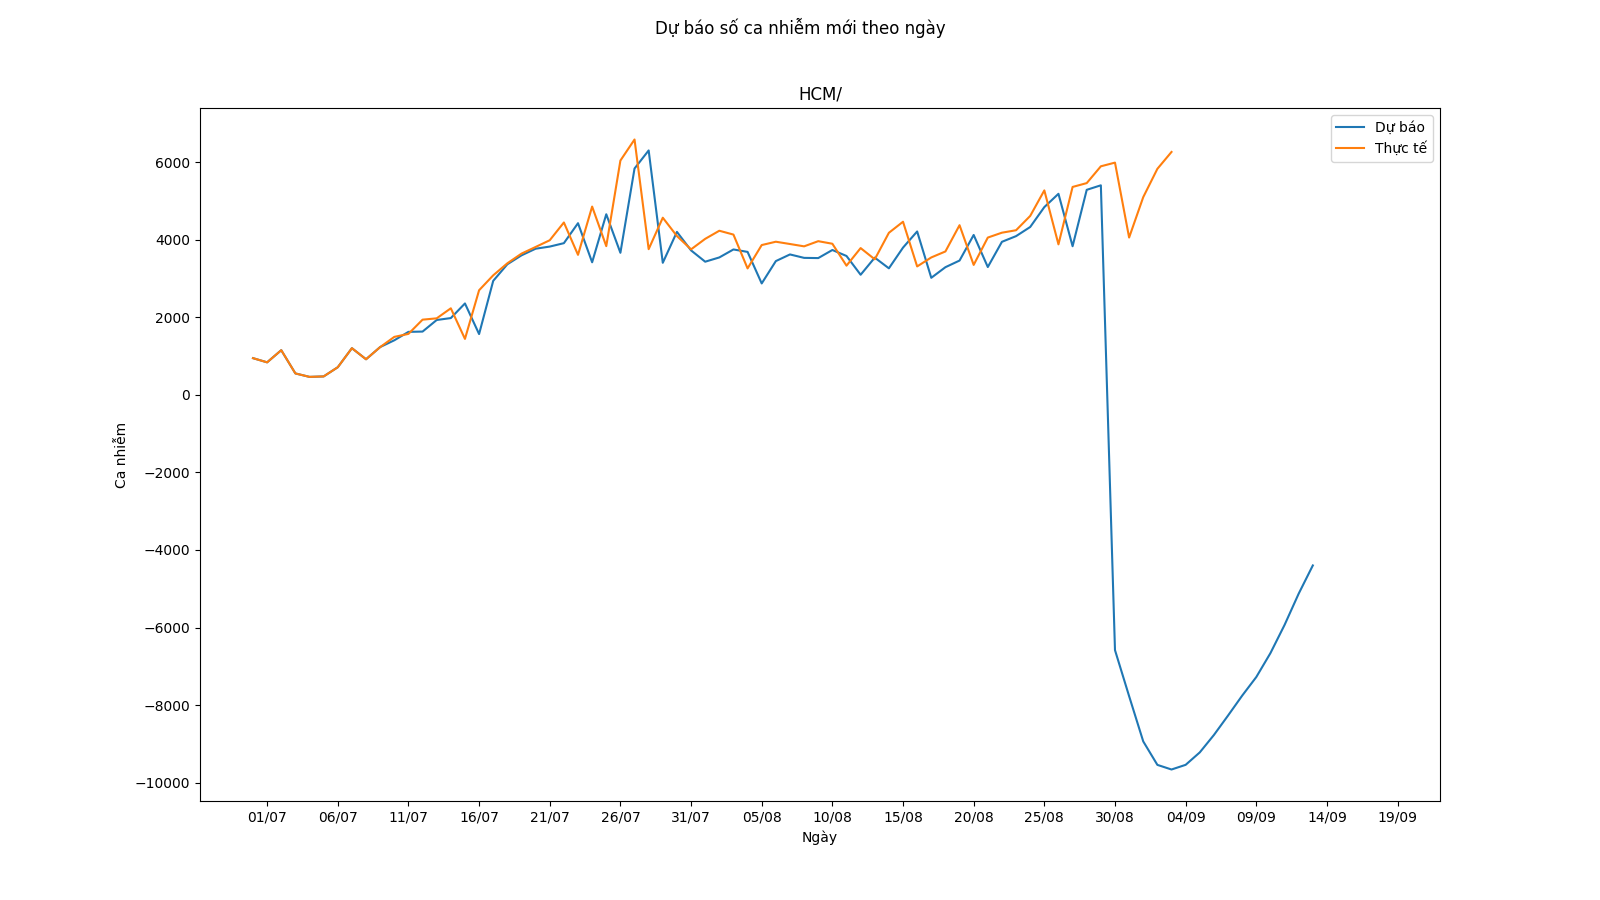 Dự báo số ca nhiễm mới theo ngày
HCM/
Dự báo
Thực tế
6000
4000
2000
0
−2000
−4000
−6000
−8000
−10000
Ca nhiễm
01/07 06/07 11/07 16/07 21/07 26/07 31/07 05/08 10/08 15/08 20/08 25/08 30/08 04/09 09/09 14/09 19/09
Ngày